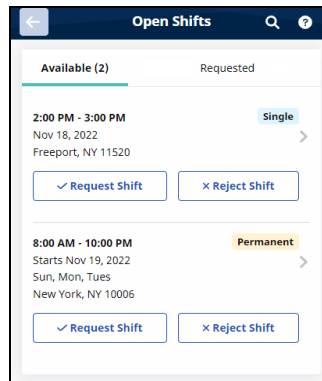 Open Shifts
Available (2)
Requested
2:00 PM - 3:00 PM
Single
Nov 18, 2022
Freeport, NY 11520
Request Shift
Reject Shift
8:00 AM - 10:00 PM
Permanent
Starts Nov 19, 2022
Sun, Mon, Tues
New York, NY 10006
Request Shift
Reject Shift